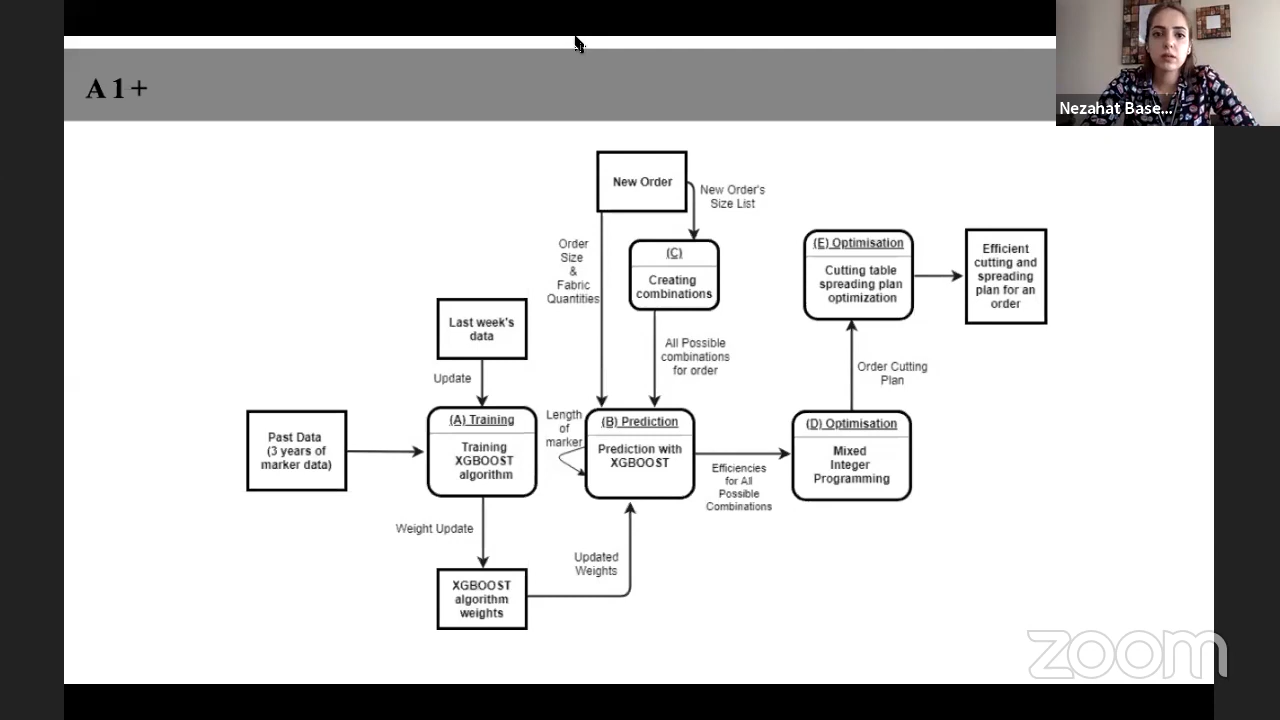 A 1 +
Nezahat Base...
New Order
New Order's
Size List
Order
Size
&
Fabric
Quantities
(C)
Creating
combinations
(E) Optimisation
Cutting table
spreading plan
optimization
Efficient
cutting and
spreading
plan for an
order
Last week's
data
All Possible
combinations
for order
Order Cutting
Plan
Update
Past Data
(3 years of
marker data)
(A) Training
Training
XGBOOST
algorithm
Length
of
marker
(B) Prediction
Prediction with
XGBOOST
Efficiencies
for All
Possible
Combinations
(D) Optimisation
Mixed
Integer
Programming
Weight Update
Updated
Weights
XGBOOST
algorithm
weights
zoom